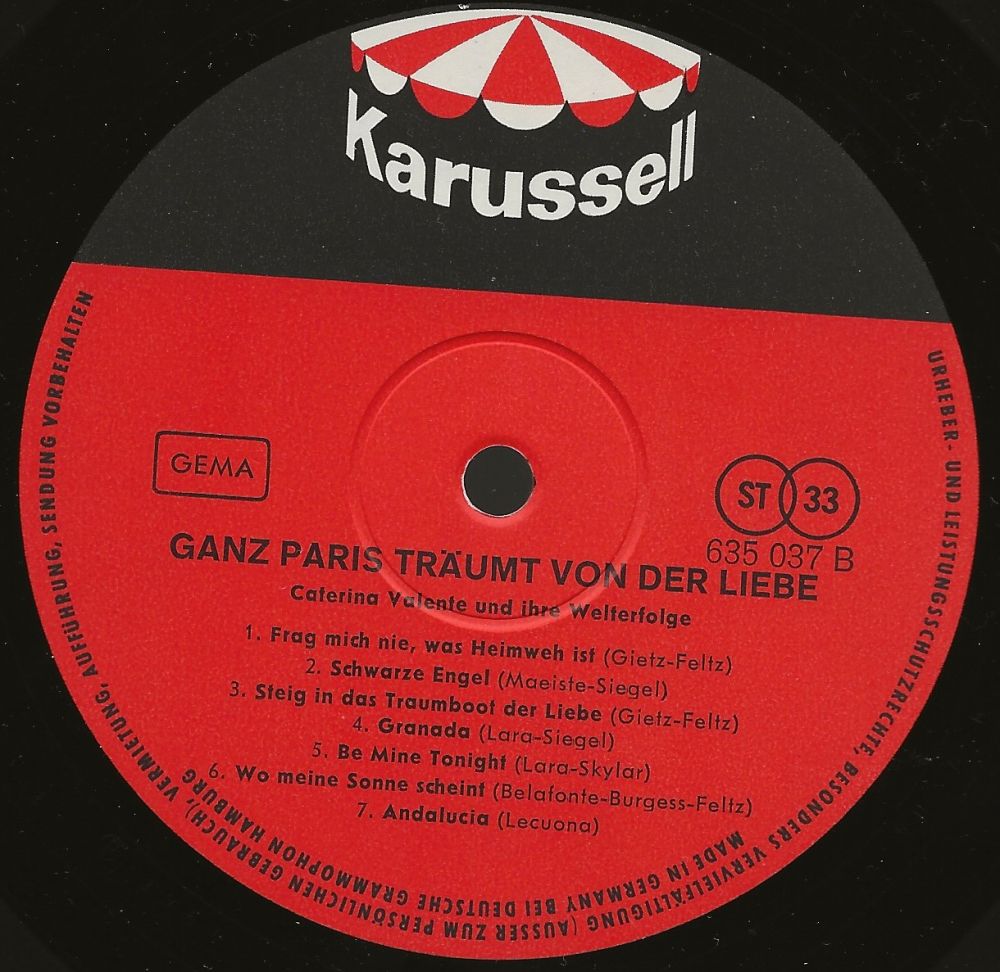 Karussell
GEMA
ST 33
635 037 B
GANZ PARIS TRÄUMT VON DER LIEBE
Caterina Valente und ihre Welterfolge
1. Frag mich nie, was Heimweh ist (Gietz-Feltz)
2. Schwarze Engel (Maeiste-Siegel)
3. Steig in das Traumboot der Liebe (Gietz-Feltz)
4. Granada (Lara-Siegel)
5. Be Mine Tonight (Lara-Skylar)
6. Wo meine Sonne scheint (Belafonte-Burgess-Feltz)
7. Andalucia (Lecuona)
URHEBER- UND LEISTUNGSSCHUTZRECHTE, BESONDERS VERVIELFÄLTIGUNG (AUSSER ZUM PERSÖNLICHEN GEBRAUCH), VERMIETUNG, AUFFÜHRUNG, SENDUNG VORBEHALTEN
MADE IN GERMANY BEI DEUTSCHE GRAMMOPHON HAMBURG